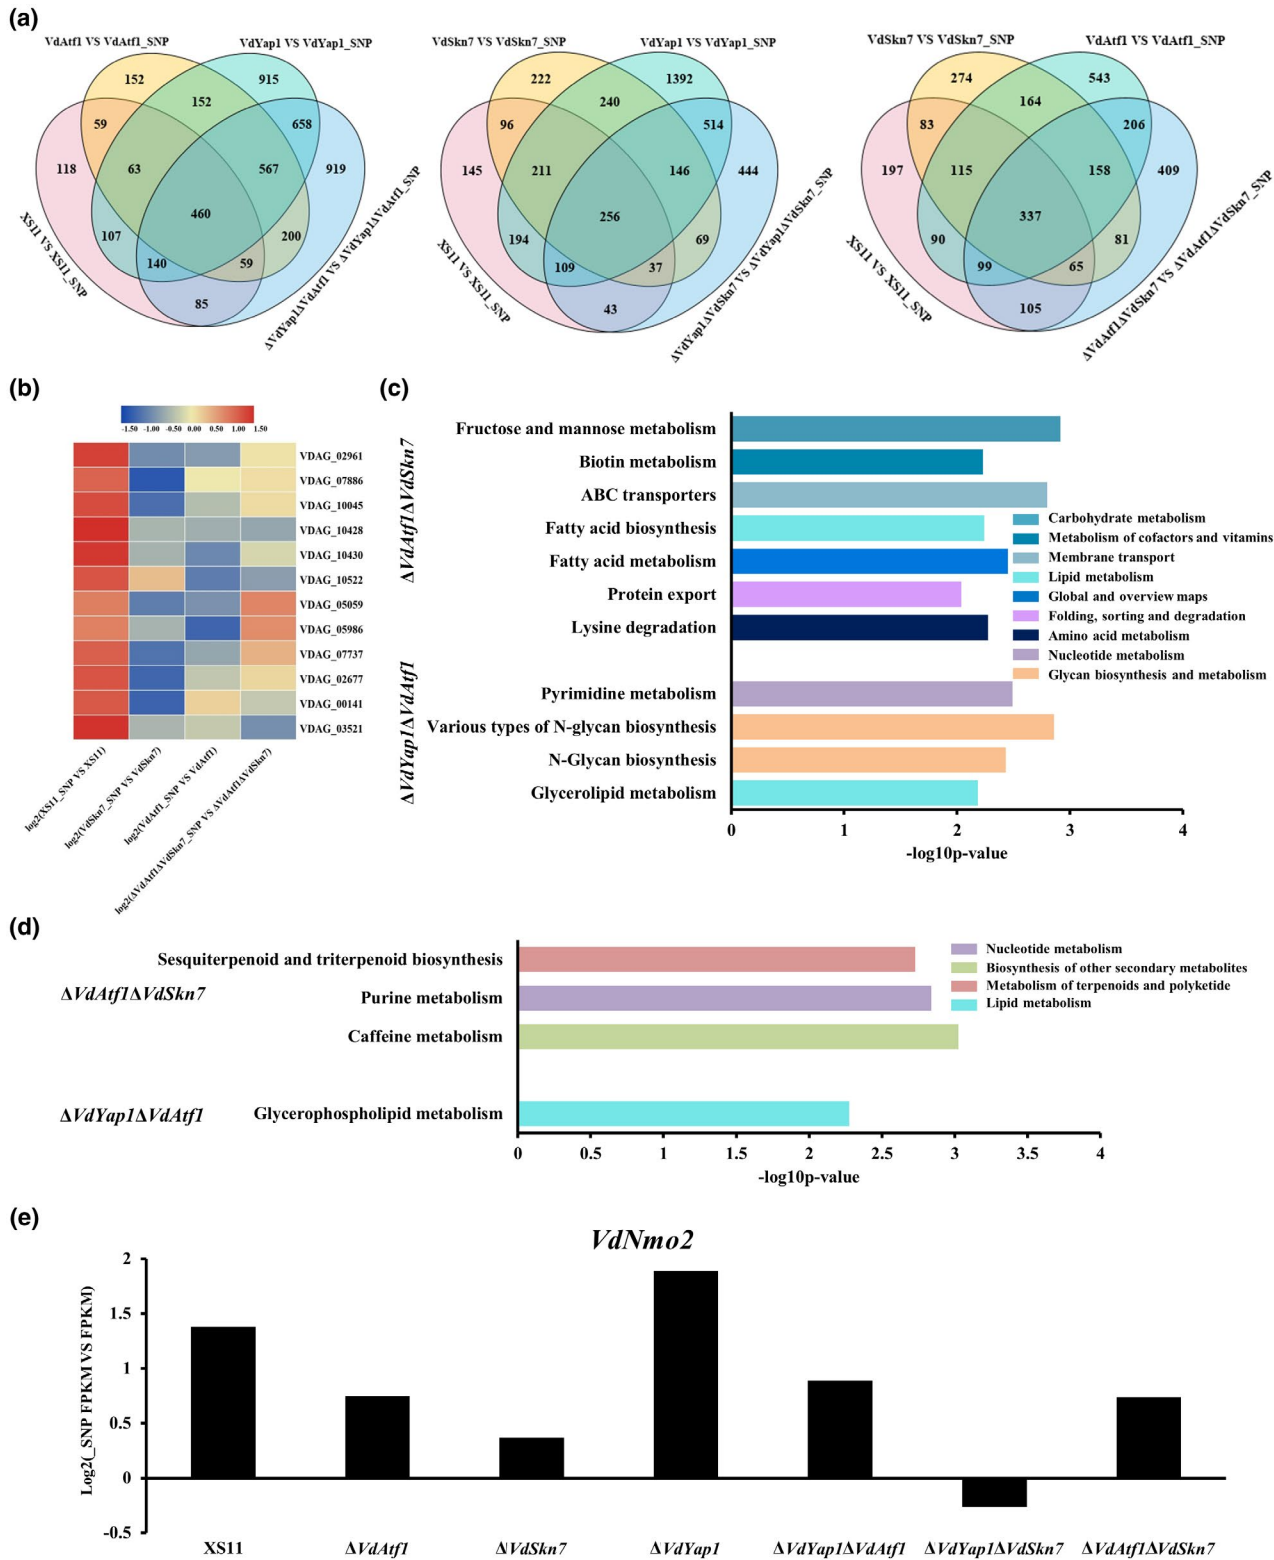 (a)
VdAtf1 VS VdAtf1_SNP
VdYap1 VS VdYap1_SNP
152
915
152
59
658
118
63
567
919
460
107
200
140
59
85
XS11 VS XS11_SNP
ΔVdYap1ΔVdAtf1 VS ΔVdYap1ΔVdAtf1_SNP
VdSkn7 VS VdSkn7_SNP
VdYap1 VS VdYap1_SNP
222
1392
240
96
514
145
211
146
444
256
194
69
109
37
43
XS11 VS XS11_SNP
ΔVdYap1ΔVdSkn7 VS ΔVdYap1ΔVdSkn7_SNP
VdSkn7 VS VdSkn7_SNP
VdAtf1 VS VdAtf1_SNP
274
543
164
83
206
197
115
158
409
337
90
81
99
65
105
XS11 VS XS11_SNP
ΔVdAtf1ΔVdSkn7 VS ΔVdAtf1ΔVdSkn7_SNP
(b)
-1.50 -1.00 -0.50 0.00 0.50 1.00 1.50
VDAG_02961
VDAG_07886
VDAG_10045
VDAG_10428
VDAG_10430
VDAG_10522
VDAG_05059
VDAG_05986
VDAG_07737
VDAG_02677
VDAG_00141
VDAG_03521
log2(XS11_SNP VS XS11)
log2(VdSkn7_SNP VS VdSkn7)
log2(VdAtf1_SNP VS VdAtf1)
log2(ΔVdAtf1ΔVdSkn7_SNP VS ΔVdAtf1ΔVdSkn7)
(c)
ΔVdAtf1ΔVdSkn7
Fructose and mannose metabolism
Biotin metabolism
ABC transporters
Fatty acid biosynthesis
Fatty acid metabolism
Protein export
Lysine degradation
ΔVdYap1ΔVdAtf1
Pyrimidine metabolism
Various types of N-glycan biosynthesis
N-Glycan biosynthesis
Glycerolipid metabolism
Carbohydrate metabolism
Metabolism of cofactors and vitamins
Membrane transport
Lipid metabolism
Global and overview maps
Folding, sorting and degradation
Amino acid metabolism
Nucleotide metabolism
Glycan biosynthesis and metabolism
0 1 2 3 4
-log10p-value
(d)
ΔVdAtf1ΔVdSkn7
Sesquiterpenoid and triterpenoid biosynthesis
Purine metabolism
Caffeine metabolism
ΔVdYap1ΔVdAtf1
Glycerophospholipid metabolism
Nucleotide metabolism
Biosynthesis of other secondary metabolites
Metabolism of terpenoids and polyketide
Lipid metabolism
0 0.5 1 1.5 2 2.5 3 3.5 4
-log10p-value
(e)
VdNmo2
Log2(_SNP FPKM VS FPKM)
2
1.5
1
0.5
0
-0.5
XS11 ΔVdAtf1 ΔVdSkn7 ΔVdYap1 ΔVdYap1ΔVdAtf1 ΔVdYap1ΔVdSkn7 ΔVdAtf1ΔVdSkn7